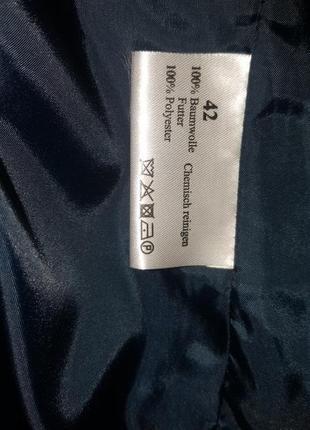 42
100% Baumwolle
Futter Chemisch reinigen
100% Polyester
P